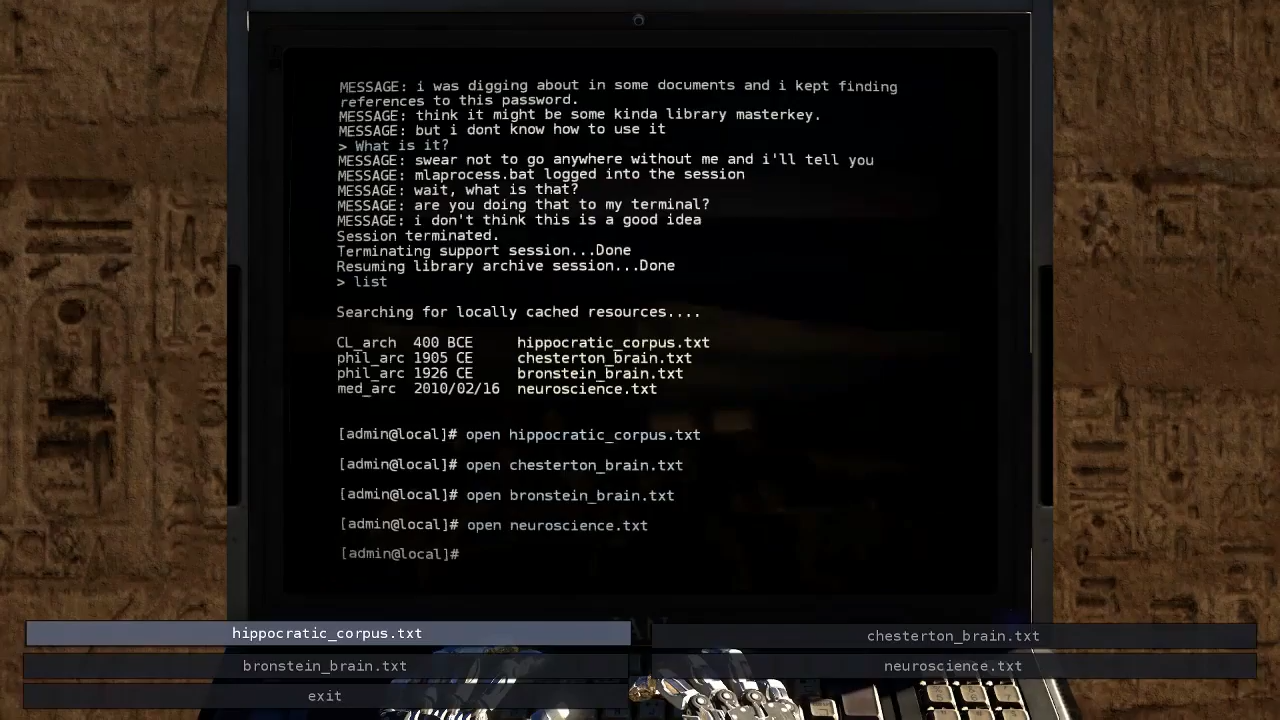 MESSAGE: i was digging about in some documents and i kept finding
references to this password.
MESSAGE: think it might be some kinda library masterkey.
MESSAGE: but i dont know how to use it
> What is it?
MESSAGE: swear not to go anywhere without me and i'll tell you
MESSAGE: mlaprocess.bat logged into the session
MESSAGE: wait, what is that?
MESSAGE: are you doing that to my terminal?
MESSAGE: i don't think this is a good idea
Session terminated.
Terminating support session...Done
Resuming library archive session...Done
> list
Searching for locally cached resources....
CL_arch 400 BCE hippocratic_corpus.txt
phil_arc 1905 CE chesterton_brain.txt
phil_arc 1926 CE bronstein_brain.txt
med_arc 2010/02/16 neuroscience.txt
[admin@local]# open hippocratic_corpus.txt
[admin@local]# open chesterton_brain.txt
[admin@local]# open bronstein_brain.txt
[admin@local]# open neuroscience.txt
[admin@local]#
hippocratic_corpus.txt chesterton_brain.txt
bronstein_brain.txt neuroscience.txt
exit